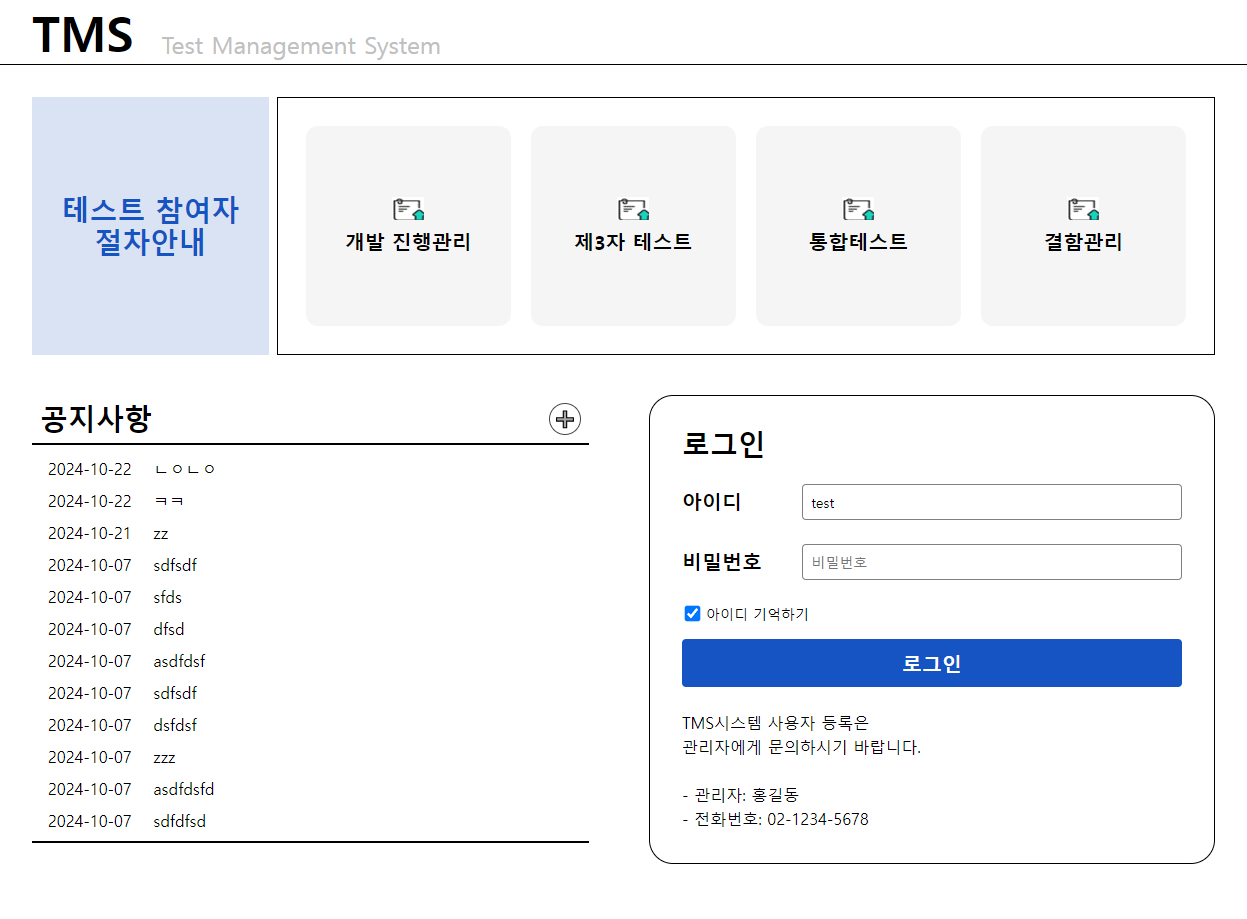 TMS Test Management System
테스트 참여자
절차안내
개발 진행관리
제3자 테스트
통합테스트
결함관리
공지사항
2024-10-22 ㄴㅇㄴㅇ
2024-10-22 ㅋㅋ
2024-10-21 zz
2024-10-07 sdfsdf
2024-10-07 sfds
2024-10-07 dfsd
2024-10-07 asdfdsf
2024-10-07 sdfsdf
2024-10-07 dsfdsf
2024-10-07 zzz
2024-10-07 asdfdsfd
2024-10-07 sdfdfsd
로그인
아이디 test
비밀번호 비밀번호
아이디 기억하기
로그인
TMS시스템 사용자 등록은
관리자에게 문의하시기 바랍니다.
- 관리자: 홍길동
- 전화번호: 02-1234-5678